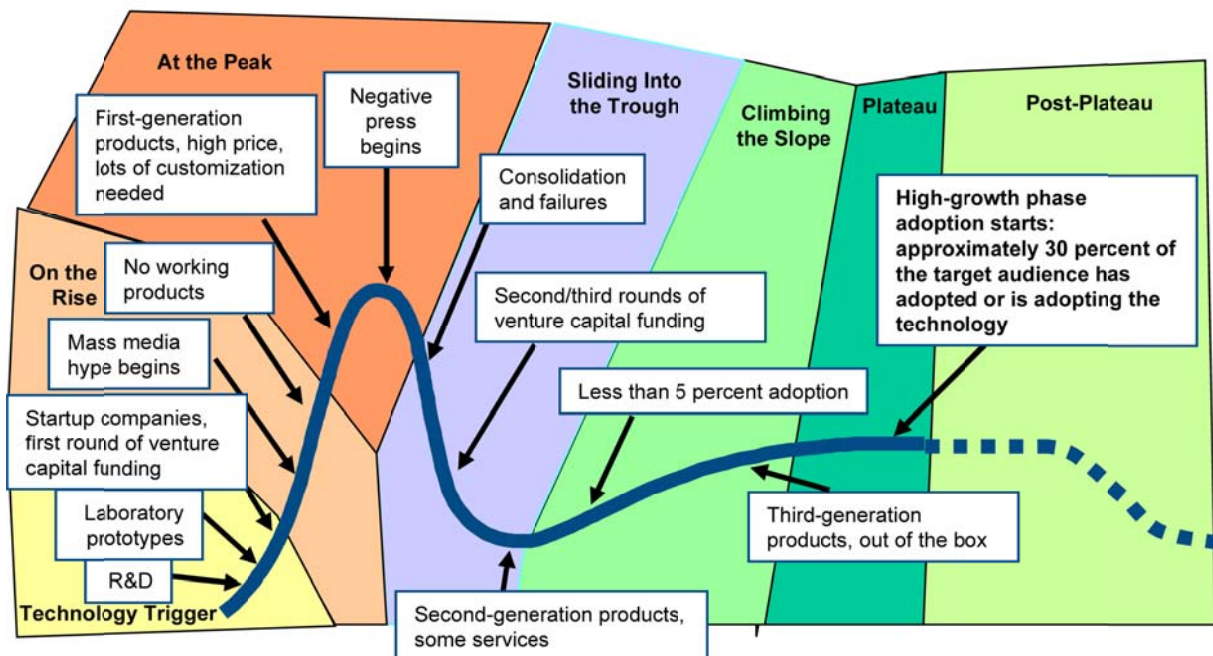 At the Peak
First-generation
products, high price,
lots of customization
needed
Negative
press
begins
Sliding Into
the Trough
Climbing
the Slope
Plateau
Post-Plateau
On the
Rise
No working
products
Mass media
hype begins
Startup companies,
first round of venture
capital funding
Laboratory
prototypes
R&D
Technology Trigger
Consolidation
and failures
Second/third rounds of
venture capital funding
Less than 5 percent adoption
Second-generation products,
some services
Third-generation
products, out of the box
High-growth phase
adoption starts:
approximately 30 percent of
the target audience has
adopted or is adopting the
technology